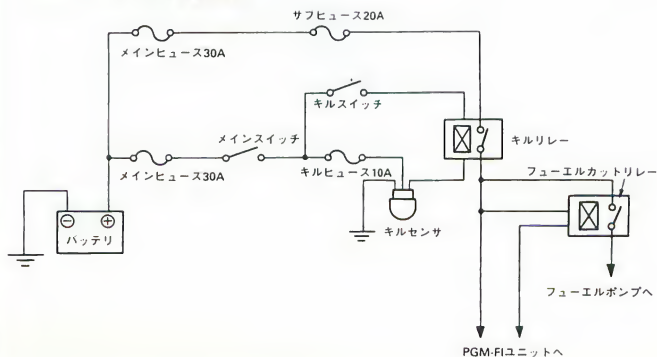 サブヒュース20A
メインヒュース30A
キルスイッチ
メインスイッチ
キルリレー
メインヒュース30A
キルヒュース10A
フューエルカットリレー
⊖ ⊕
バッテリ
キルセンサ
フューエルポンプへ
PGM-FIユニットへ